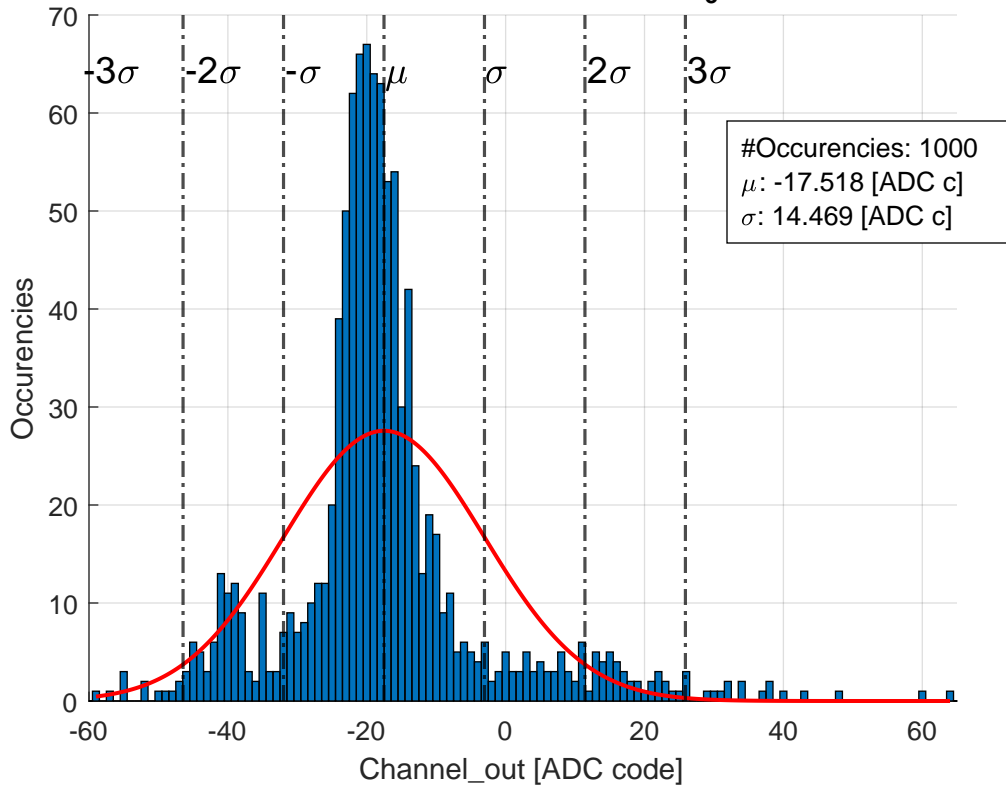 70
60
50
40
30
20
10
0
-3σ -2σ -σ μ σ 2σ 3σ
#Occurencies: 1000
μ: -17.518 [ADC c]
σ: 14.469 [ADC c]
Occurencies
-60 -40 -20 0 20 40 60
Channel_out [ADC code]